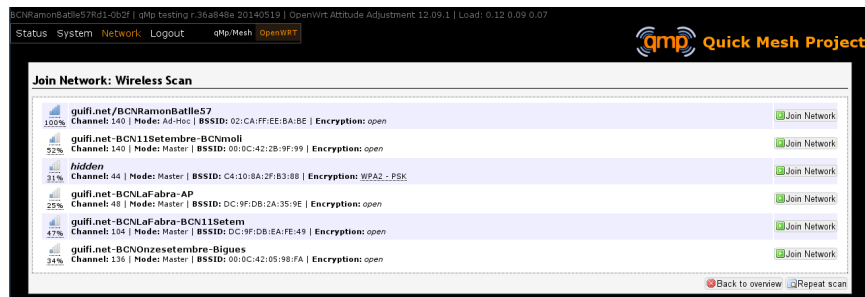 BCNRamonBatlle57Rd1-0b2f | qMp testing r.36a848e 20140519 | OpenWrt Attitude Adjustment 12.09.1 | Load: 0.12 0.09 0.07
Status System Network Logout qMp/Mesh OpenWRT
qmp Quick Mesh Project
Join Network: Wireless Scan
guifi.net/BCNRamonBatlle57
100% Channel: 140 | Mode: Ad-Hoc | BSSID: 02:CA:FF:EE:BA:BE | Encryption: open Join Network
guifi.net-BCN11Setembre-BCNmoli
52% Channel: 140 | Mode: Master | BSSID: 00:0C:42:2B:9F:99 | Encryption: open Join Network
hidden
31% Channel: 44 | Mode: Master | BSSID: C4:10:8A:2F:B3:88 | Encryption: WPA2 - PSK Join Network
guifi.net-BCNLaFabra-AP
25% Channel: 48 | Mode: Master | BSSID: DC:9F:DB:2A:35:9E | Encryption: open Join Network
guifi.net-BCNLaFabra-BCN11Setem
47% Channel: 104 | Mode: Master | BSSID: DC:9F:DB:EA:FE:49 | Encryption: open Join Network
guifi.net-BCNOnzesetembre-Bigues
34% Channel: 136 | Mode: Master | BSSID: 00:0C:42:05:98:FA | Encryption: open Join Network
Back to overview Repeat scan